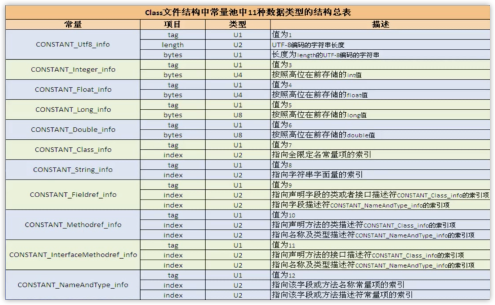 Class文件结构中常量池中11种数据类型的结构总表
常量 项目 类型 描述
CONSTANT_Utf8_info tag U1 值为1
length U2 UTF-8编码的字符串长度
bytes U1 长度为length的UTF-8编码的字符串
CONSTANT_Integer_info tag U1 值为3
bytes U4 按照高位在前存储的int值
CONSTANT_Float_info tag U1 值为4
bytes U4 按照高位在前存储的float值
CONSTANT_Long_info tag U1 值为5
bytes U8 按照高位在前存储的long值
CONSTANT_Double_info tag U1 值为6
bytes U8 按照高位在前存储的double值
CONSTANT_Class_info tag U1 值为7
index U2 指向全限定名常量项的索引
CONSTANT_String_info tag U1 值为8
index U2 指向字符串字面量的索引
CONSTANT_Fieldref_info tag U1 值为9
index U2 指向声明字段的类或者接口描述符CONSTANT_Class_info的索引项
index U2 指向字段描述符CONSTANT_NameAndType_info的索引项
CONSTANT_Methodref_info tag U1 值为10
index U2 指向声明方法的类描述符CONSTANT_Class_info的索引项
index U2 指向名称及类型描述符CONSTANT_NameAndType_info的索引项
CONSTANT_InterfaceMethodref_info tag U1 值为11
index U2 指向声明方法的接口描述符CONSTANT_Class_info的索引项
index U2 指向名称及类型描述符CONSTANT_NameAndType_info的索引项
CONSTANT_NameAndType_info tag U1 值为12
index U2 指向该字段或方法名称常量项的索引
index U2 指向该字段或方法描述符常量项的索引